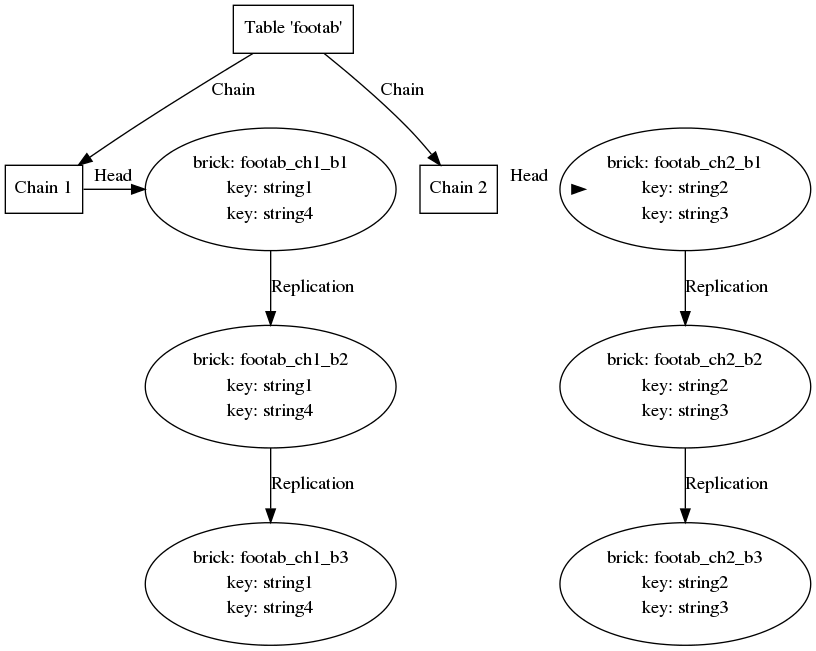 Table 'footab'
Chain
Chain
Chain 1
Head
brick: footab_ch1_b1
key: string1
key: string4
Chain 2
Head
brick: footab_ch2_b1
key: string2
key: string3
Replication
Replication
brick: footab_ch1_b2
key: string1
key: string4
brick: footab_ch2_b2
key: string2
key: string3
Replication
Replication
brick: footab_ch1_b3
key: string1
key: string4
brick: footab_ch2_b3
key: string2
key: string3